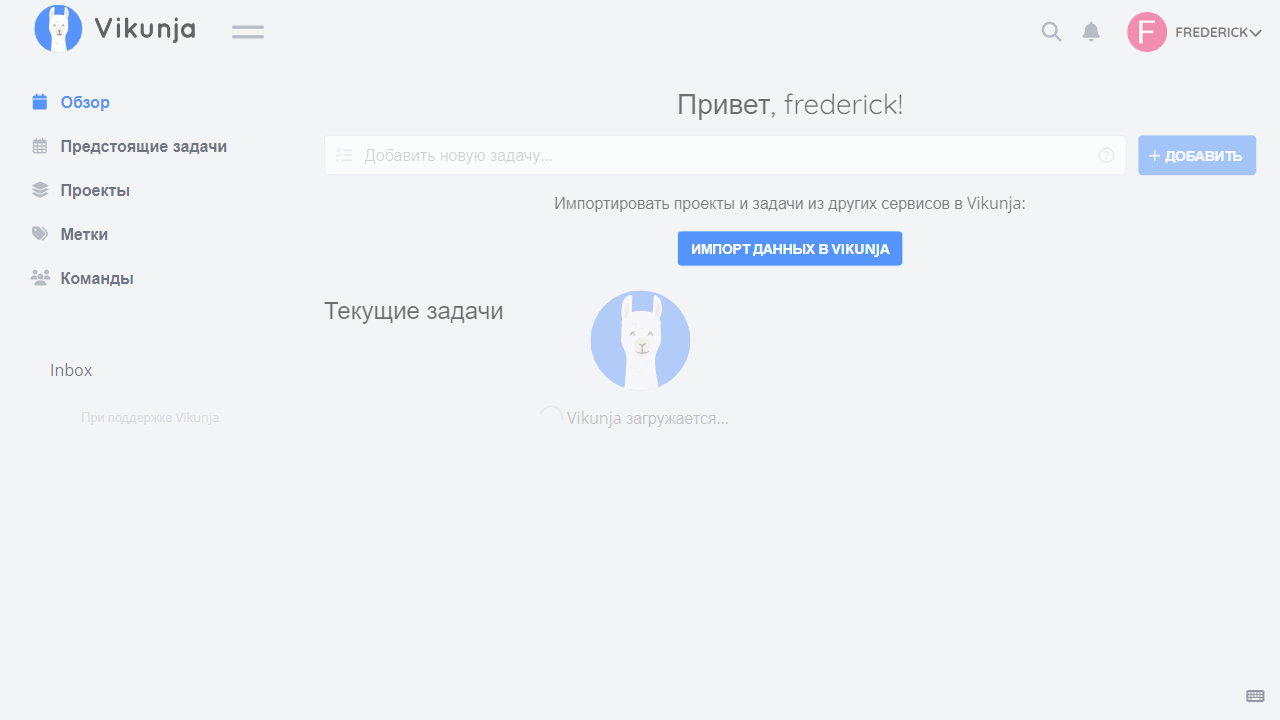 Vikunja
F FREDERICK
Обзор
Предстоящие задачи
Проекты
Метки
Команды
Inbox
При поддержке Vikunja
Привет, frederick!
Добавить новую задачу...
+ ДОБАВИТЬ
Импортировать проекты и задачи из других сервисов в Vikunja:
ИМПОРТ ДАННЫХ В VIKUNJA
Текущие задачи
Vikunja загружается...